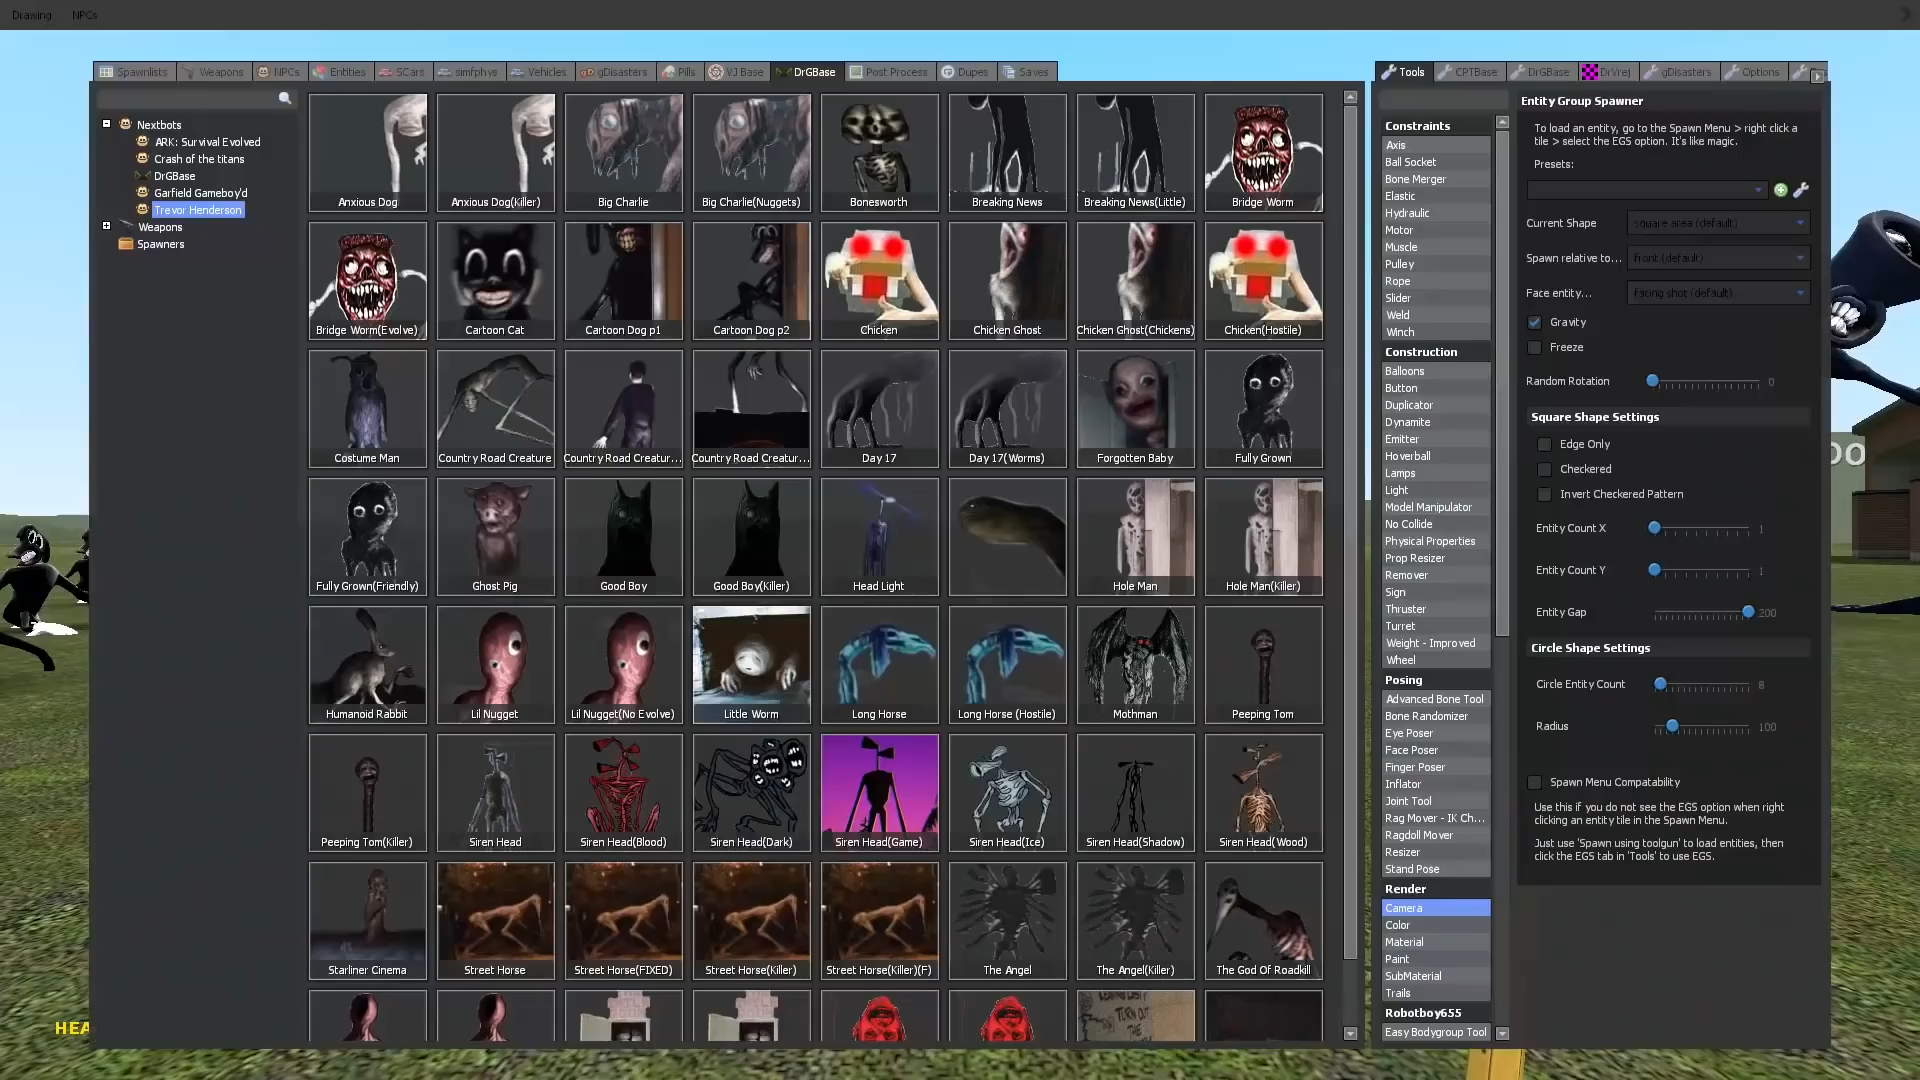 Drawing NPCs
Spawnlists Weapons NPCs Entities SCars simfphys Vehicles gDisasters Pills VJ Base DrGBase Post Process Dupes Saves
Nextbots
ARK: Survival Evolved
Crash of the titans
DrGBase
Garfield Gameboy'd
Trevor Henderson
Weapons
Spawners
Anxious Dog
Anxious Dog(Killer)
Big Charlie
Big Charlie(Nuggets)
Bonesworth
Breaking News
Breaking News(Little)
Bridge Worm
Bridge Worm(Evolve)
Cartoon Cat
Cartoon Dog p1
Cartoon Dog p2
Chicken
Chicken Ghost
Chicken Ghost(Chickens)
Chicken(Hostile)
Costume Man
Country Road Creature
Country Road Creatur...
Country Road Creatur...
Day 17
Day 17(Worms)
Forgotten Baby
Fully Grown
Fully Grown(Friendly)
Ghost Pig
Good Boy
Good Boy(Killer)
Head Light
Hole Man
Hole Man(Killer)
Humanoid Rabbit
Lil Nugget
Lil Nugget(No Evolve)
Little Worm
Long Horse
Long Horse (Hostile)
Mothman
Peeping Tom
Peeping Tom(Killer)
Siren Head
Siren Head(Blood)
Siren Head(Dark)
Siren Head(Game)
Siren Head(Ice)
Siren Head(Shadow)
Siren Head(Wood)
Starliner Cinema
Street Horse
Street Horse(FIXED)
Street Horse(Killer)
Street Horse(Killer)(F)
The Angel
The Angel(Killer)
The God Of Roadkill
TURN OUT
THE
HEA
Tools CPTBase DrGBase DrVrej gDisasters Options
Constraints
Axis
Ball Socket
Bone Merger
Elastic
Hydraulic
Motor
Muscle
Pulley
Rope
Slider
Weld
Winch
Construction
Balloons
Button
Duplicator
Dynamite
Emitter
Hoverball
Lamps
Light
Model Manipulator
No Collide
Physical Properties
Prop Resizer
Remover
Sign
Thruster
Turret
Weight - Improved
Wheel
Posing
Advanced Bone Tool
Bone Randomizer
Eye Poser
Face Poser
Finger Poser
Inflator
Joint Tool
Rag Mover - IK Ch...
Ragdoll Mover
Resizer
Stand Pose
Render
Camera
Color
Material
Paint
SubMaterial
Trails
Robotboy655
Easy Bodygroup Tool
Entity Group Spawner
To load an entity, go to the Spawn Menu > right click a
tile > select the EGS option. It's like magic.
Presets:
Current Shape square area (default)
Spawn relative to... front (default)
Face entity... facing shot (default)
Gravity
Freeze
Random Rotation 0
Square Shape Settings
Edge Only
Checkered
Invert Checkered Pattern
Entity Count X 1
Entity Count Y 1
Entity Gap 200
Circle Shape Settings
Circle Entity Count 8
Radius 100
Spawn Menu Compatability
Use this if you do not see the EGS option when right
clicking an entity tile in the Spawn Menu.
Just use 'Spawn using toolgun' to load entities, then
click the EGS tab in 'Tools' to use EGS.